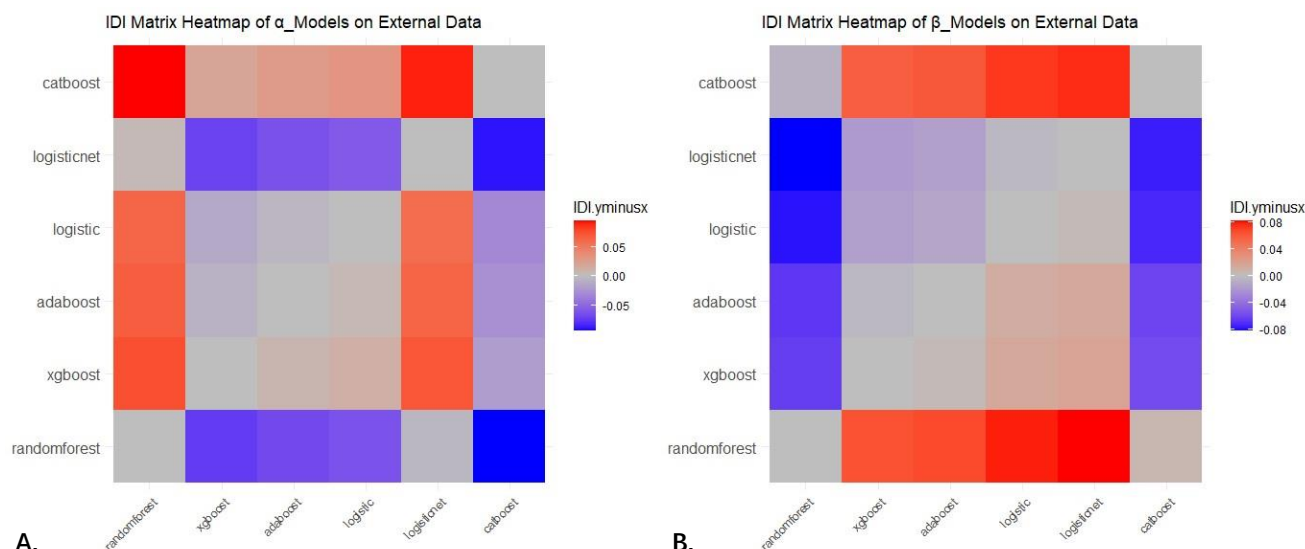 IDI Matrix Heatmap of α_Models on External Data
catboost
logisticnet
logistic
adaboost
xgboost
randomforest
randomforest
xgboost
adaboost
logistic
logisticnet
catboost
IDI.yminusx
0.05
0.00
-0.05
A.
IDI Matrix Heatmap of β_Models on External Data
catboost
logisticnet
logistic
adaboost
xgboost
randomforest
randomforest
xgboost
adaboost
logistic
logisticnet
catboost
IDI.yminusx
0.08
0.04
0.00
-0.04
-0.08
B.